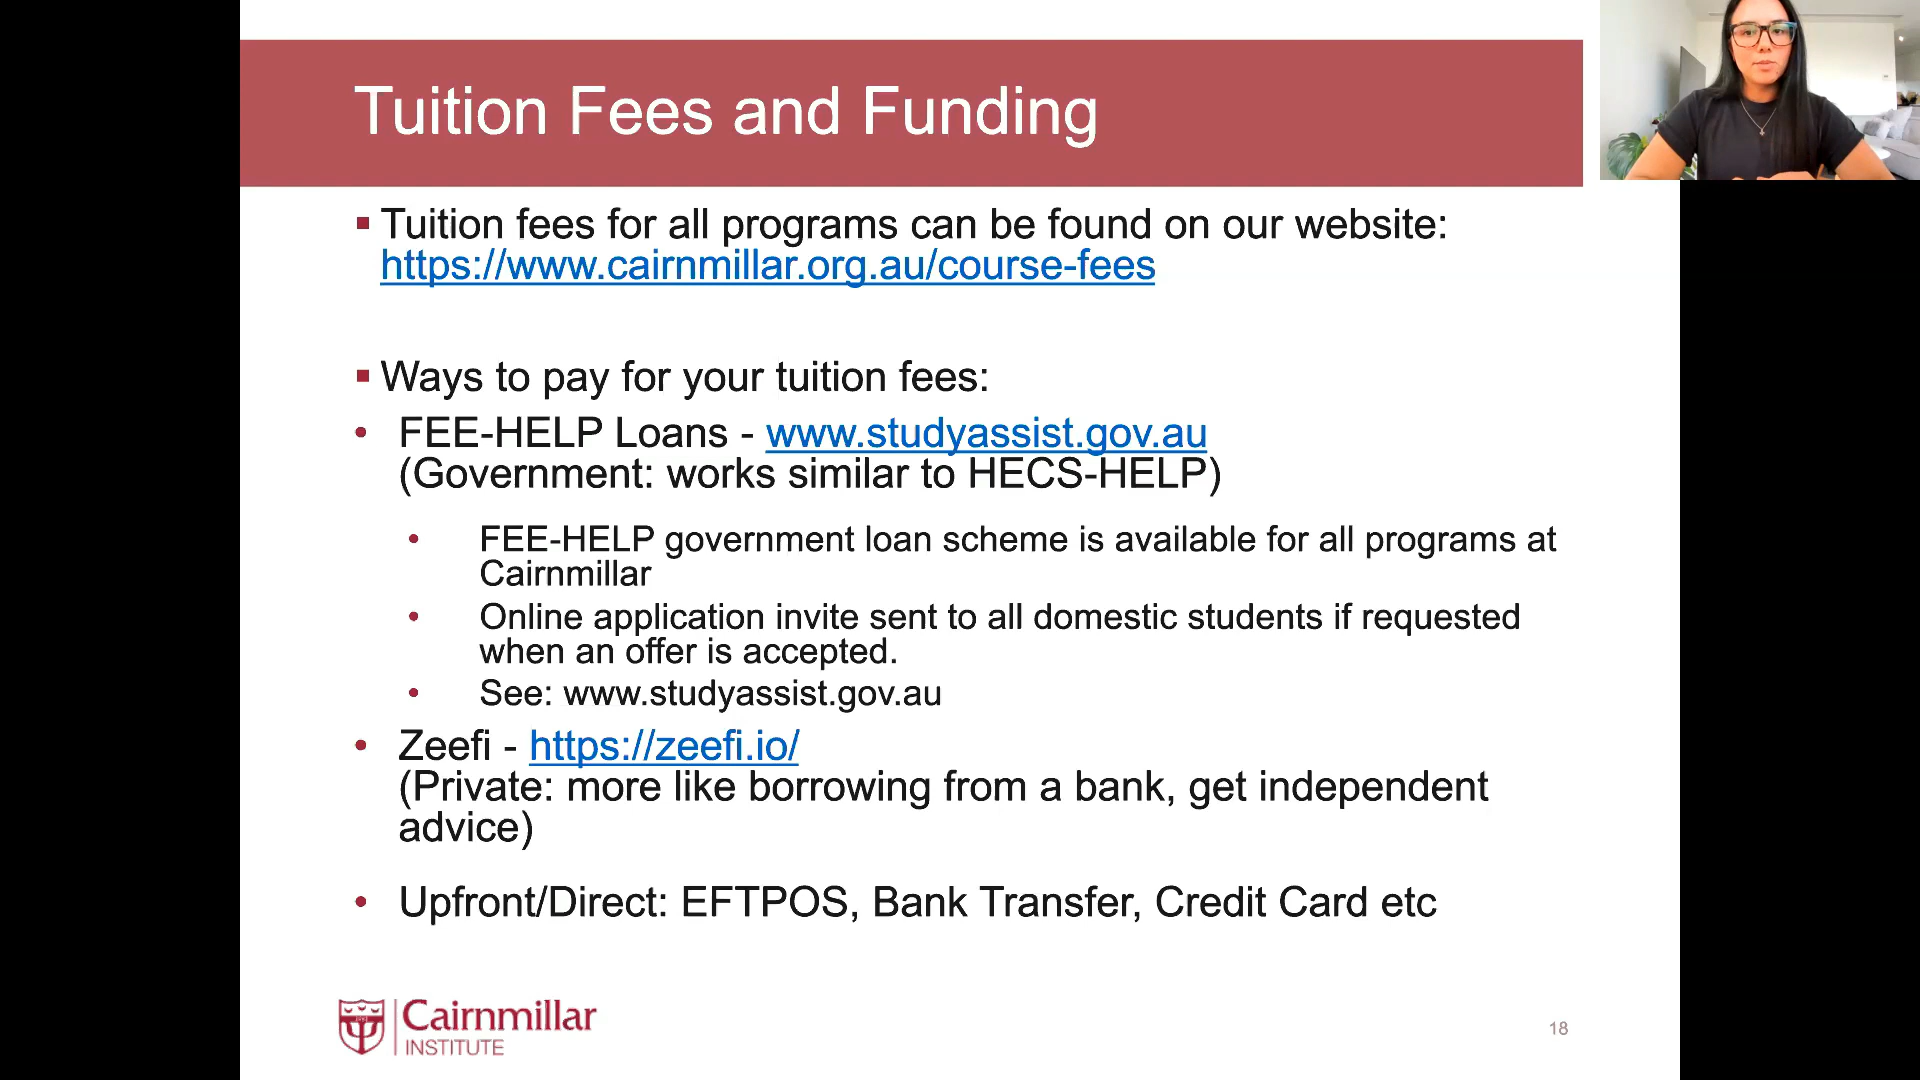 Tuition Fees and Funding
▪ Tuition fees for all programs can be found on our website:
https://www.cairnmillar.org.au/course-fees
▪ Ways to pay for your tuition fees:
• FEE-HELP Loans - www.studyassist.gov.au
(Government: works similar to HECS-HELP)
• FEE-HELP government loan scheme is available for all programs at
Cairnmillar
• Online application invite sent to all domestic students if requested
when an offer is accepted.
• See: www.studyassist.gov.au
• Zeefi - https://zeefi.io/
(Private: more like borrowing from a bank, get independent
advice)
• Upfront/Direct: EFTPOS, Bank Transfer, Credit Card etc
Cairnmillar
INSTITUTE
18